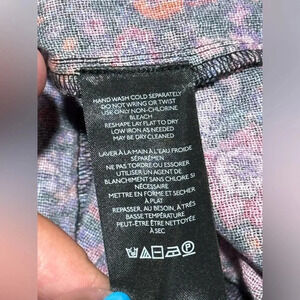 HAND WASH COLD SEPARATELY
DO NOT WRING OR TWIST
USE ONLY NON-CHLORINE
BLEACH
RESHAPE LAY FLAT TO DRY
LOW IRON AS NEEDED
MAY BE DRY CLEANED
LAVER À LA MAIN À L'EAU FROIDE
SÉPARÉMEN
NE PAS TORDRE OU ESSORER
UTILISER UN AGENT DE
BLANCHIMENT SANS CHLORE SI
NÉCESSAIRE
METTRE EN FORME ET SÉCHER
À PLAT
REPASSER, AU BESOIN, À TRÈS
BASSE TEMPÉRATURE
PEUT-ÊTRE ÊTRE NETTOYÉE
À SEC
P